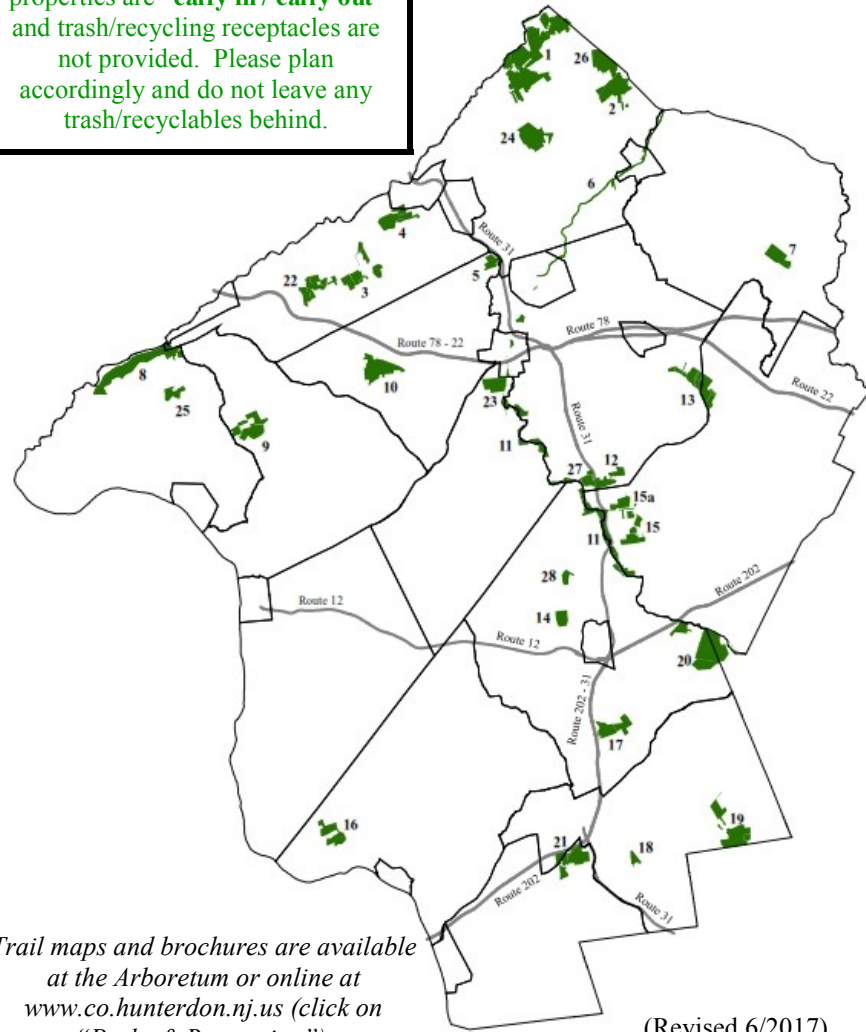 properties are "carry in / carry out"
and trash/recycling receptacles are
not provided. Please plan
accordingly and do not leave any
trash/recyclables behind.
1
26
2
24
6
4
Route 31
7
5
22
3
Route 78 - 22
Route 78
8
10
13
Route 22
25
23
9
Route 31
11
27
12
15a
15
11
28
Route 202
Route 12
14
Route 12
20
Route 202 - 31
17
16
19
21
18
Route 202
Route 31
Trail maps and brochures are available
at the Arboretum or online at
www.co.hunterdon.nj.us (click on
(Revised 6/2017)